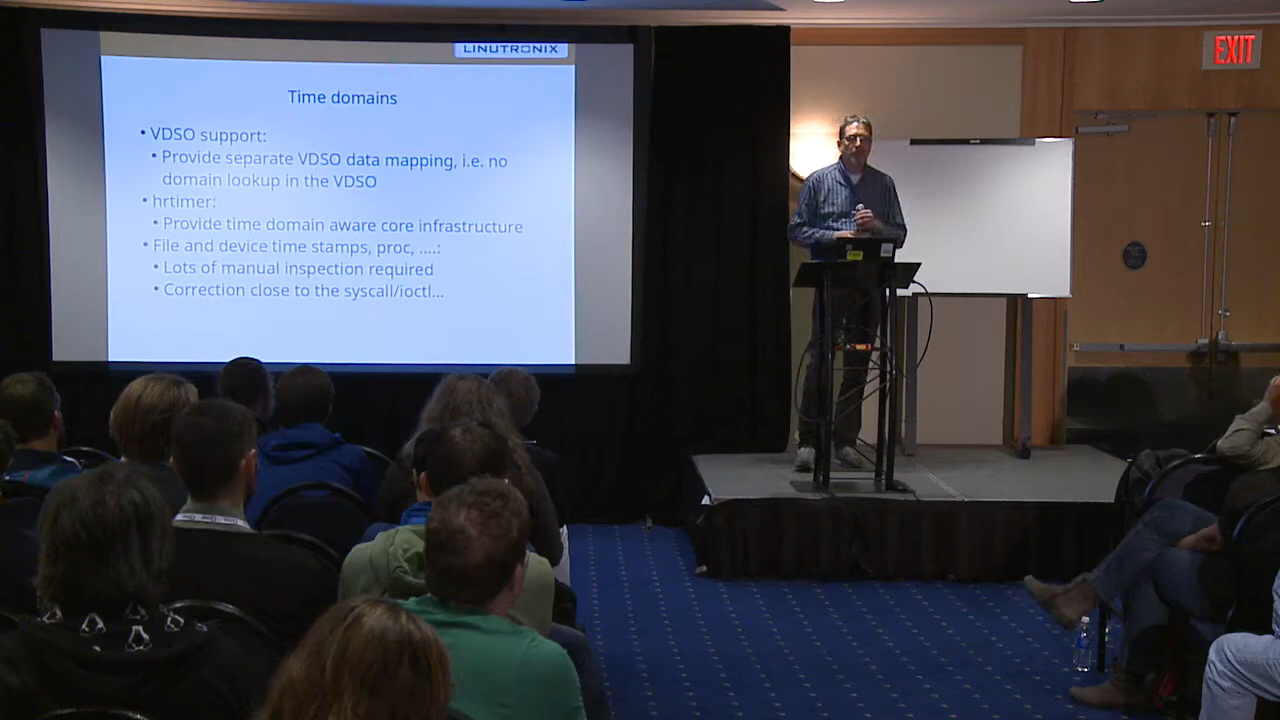 LINUTRONIX
Time domains
• VDSO support:
• Provide separate VDSO data mapping, i.e. no
domain lookup in the VDSO
• hrtimer:
• Provide time domain aware core infrastructure
• File and device time stamps, proc, ....:
• Lots of manual inspection required
• Correction close to the syscall/ioctl...
EXIT